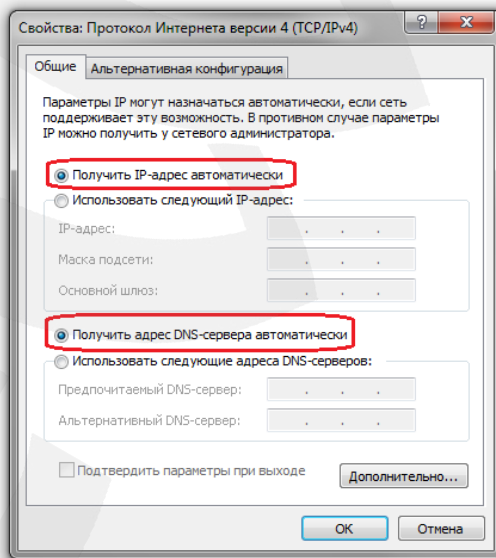 Свойства: Протокол Интернета версии 4 (TCP/IPv4)
Общие
Альтернативная конфигурация
Параметры IP могут назначаться автоматически, если сеть
поддерживает эту возможность. В противном случае параметры
IP можно получить у сетевого администратора.
Получить IP-адрес автоматически
Использовать следующий IP-адрес:
IP-адрес:
Маска подсети:
Основной шлюз:
Получить адрес DNS-сервера автоматически
Использовать следующие адреса DNS-серверов:
Предпочитаемый DNS-сервер:
Альтернативный DNS-сервер:
Подтвердить параметры при выходе
Дополнительно...
ОК
Отмена